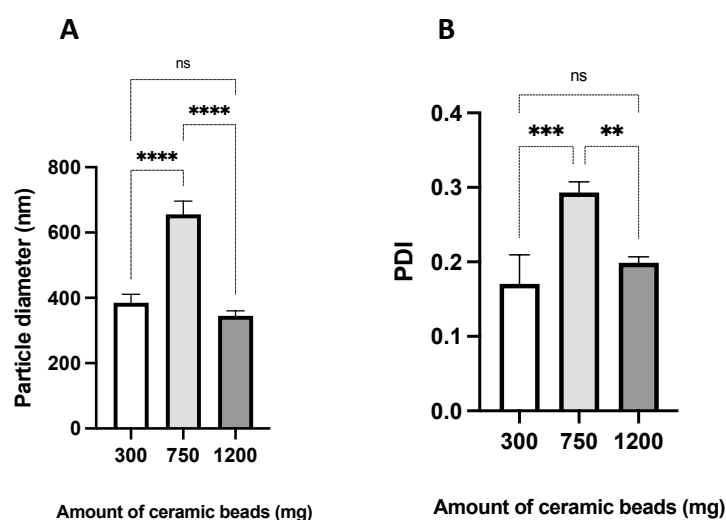 A
ns
****
****
800
600
400
200
0
Particle diameter (nm)
300 750 1200
Amount of ceramic beads (mg)
B
ns
*** **
0.4
0.3
0.2
0.1
0.0
PDI
300 750 1200
Amount of ceramic beads (mg)